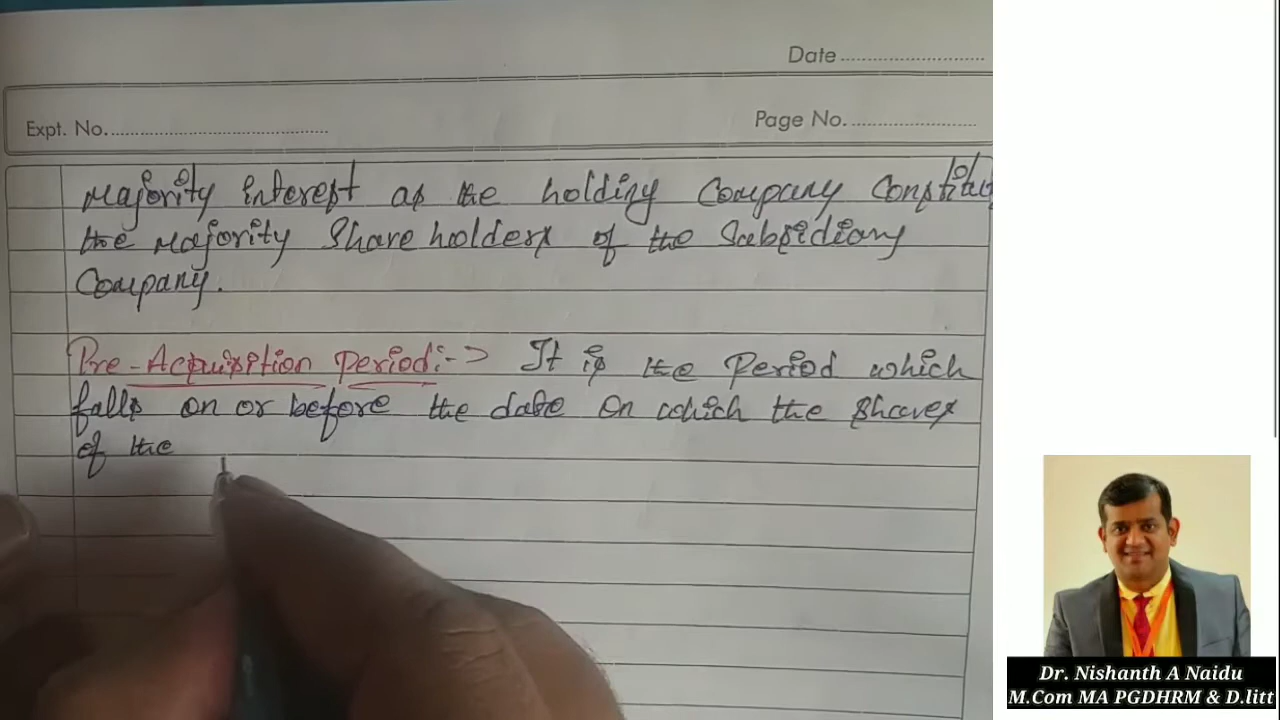 Date
Expt. No.
Page No.
Majority interest as the holding Company Constitut
the Majority Share holders of the Subsidiary
Company.
Pre-Acquisition period:-> It is the Period which
falls on or before the date on which the shares
of the
Dr. Nishanth A Naidu
M.Com MA PGDHRM & D.litt